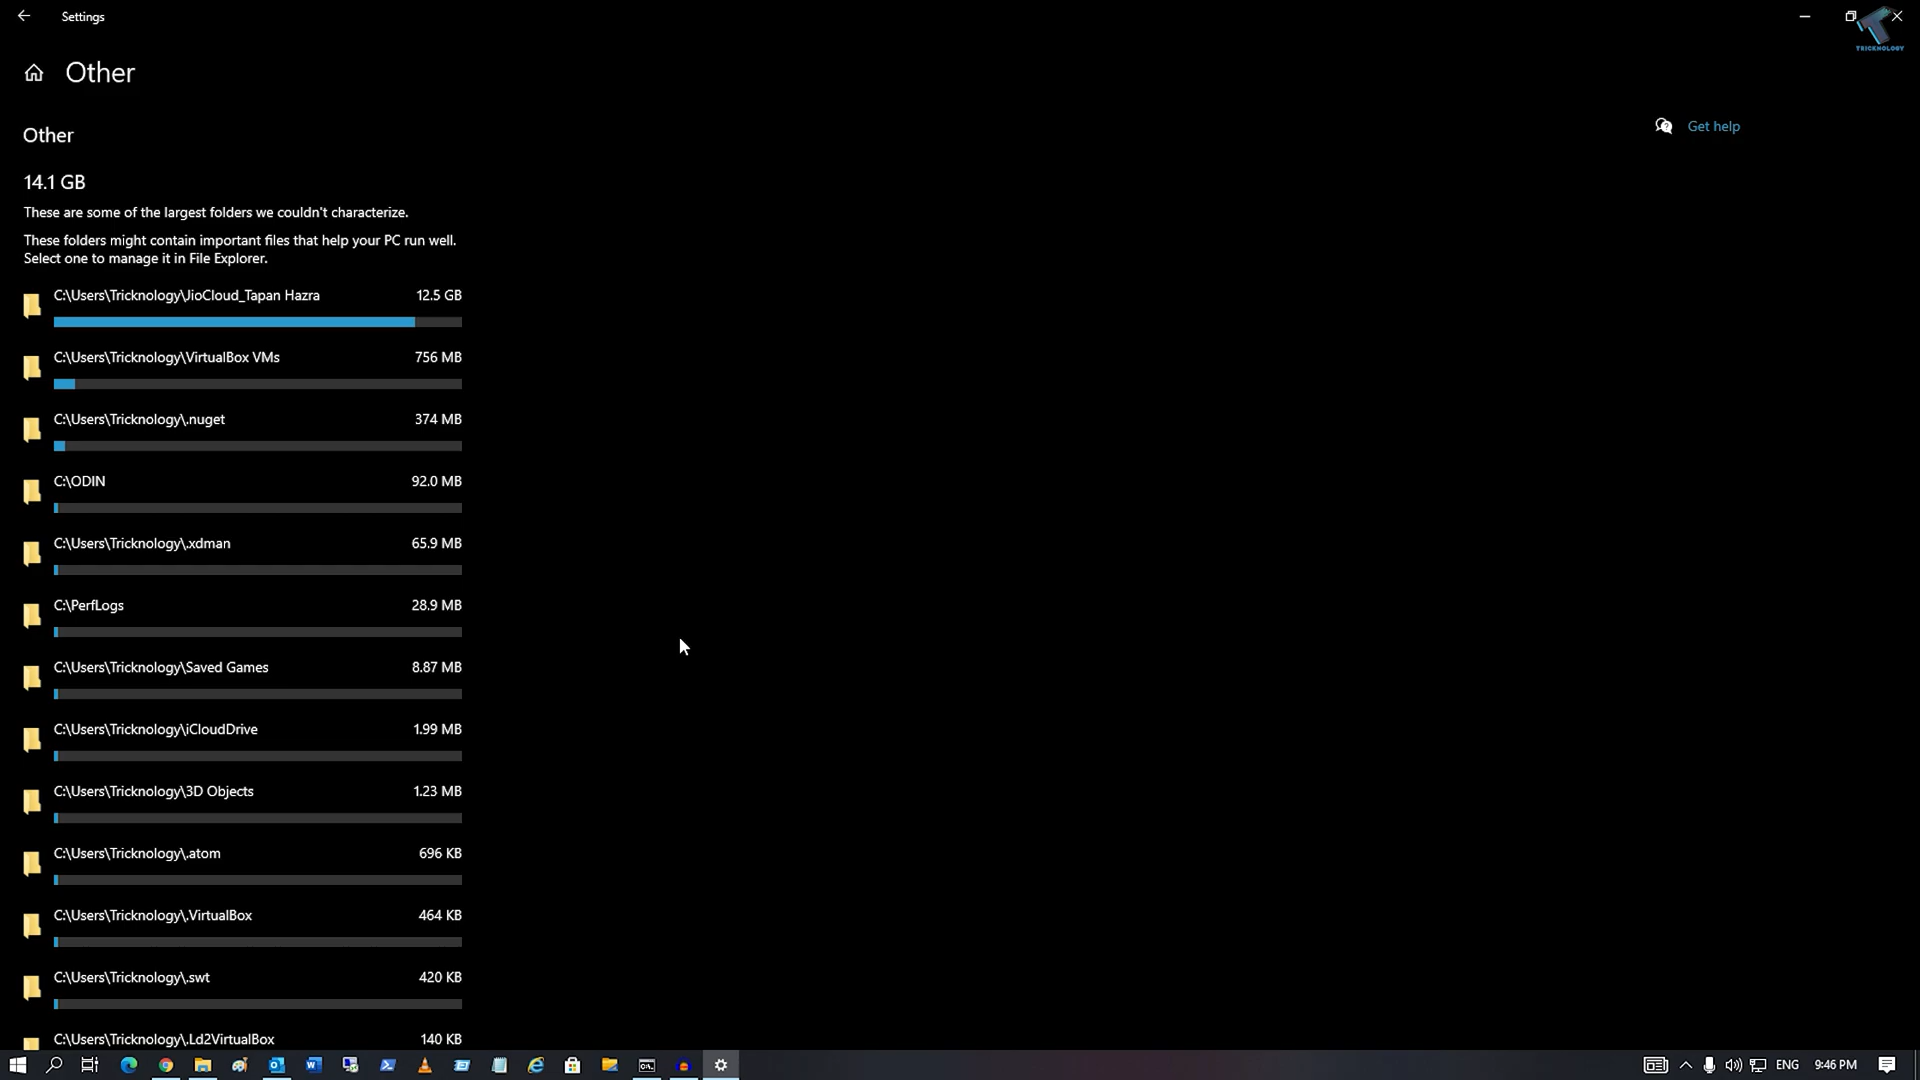 Settings
TRICKNOLOGY
Other
Get help
Other
14.1 GB
These are some of the largest folders we couldn't characterize.
These folders might contain important files that help your PC run well.
Select one to manage it in File Explorer.
C:\Users\Tricknology\JioCloud_Tapan Hazra 12.5 GB
C:\Users\Tricknology\VirtualBox VMs 756 MB
C:\Users\Tricknology\.nuget 374 MB
C:\ODIN 92.0 MB
C:\Users\Tricknology\.xdman 65.9 MB
C:\PerfLogs 28.9 MB
C:\Users\Tricknology\Saved Games 8.87 MB
C:\Users\Tricknology\iCloudDrive 1.99 MB
C:\Users\Tricknology\3D Objects 1.23 MB
C:\Users\Tricknology\.atom 696 KB
C:\Users\Tricknology\.VirtualBox 464 KB
C:\Users\Tricknology\.swt 420 KB
C:\Users\Tricknology\.Ld2VirtualBox 140 KB
ENG 9:46 PM